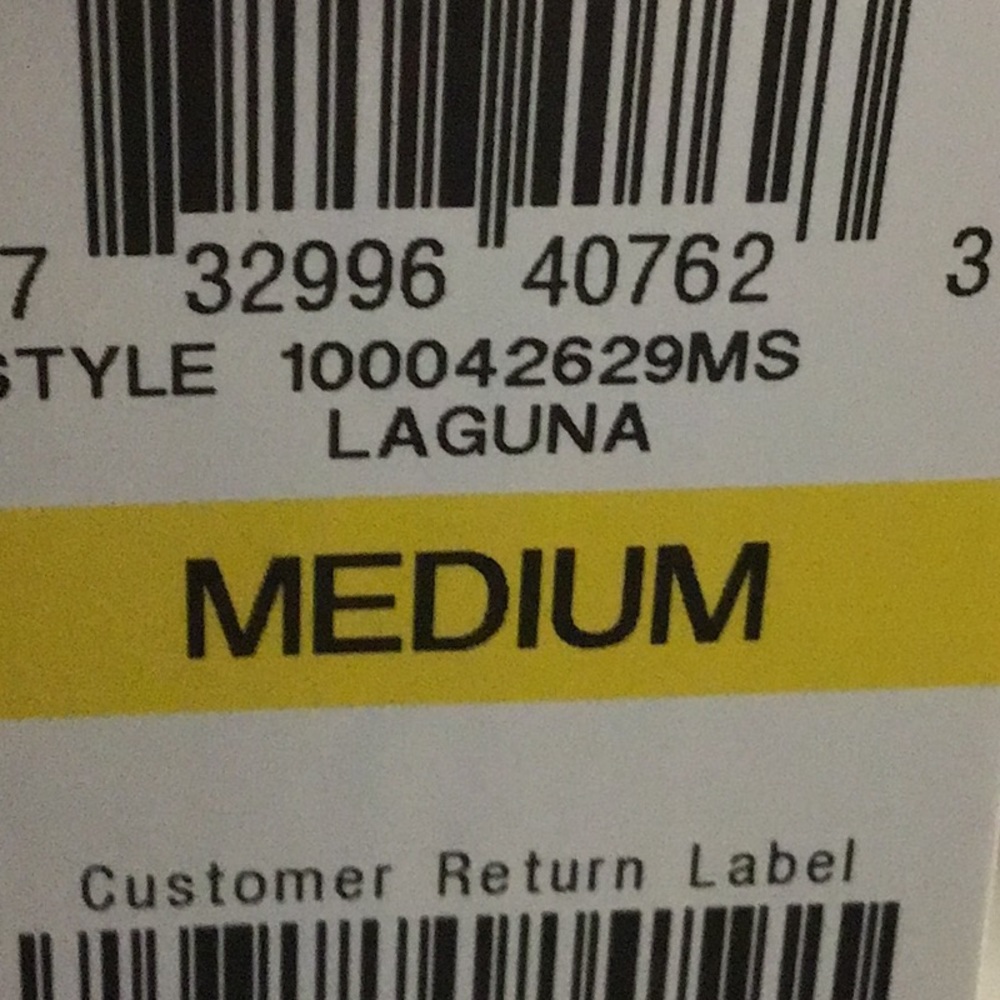 7 32996 40762 3
STYLE 100042629MS
LAGUNA
MEDIUM
Customer Return Label